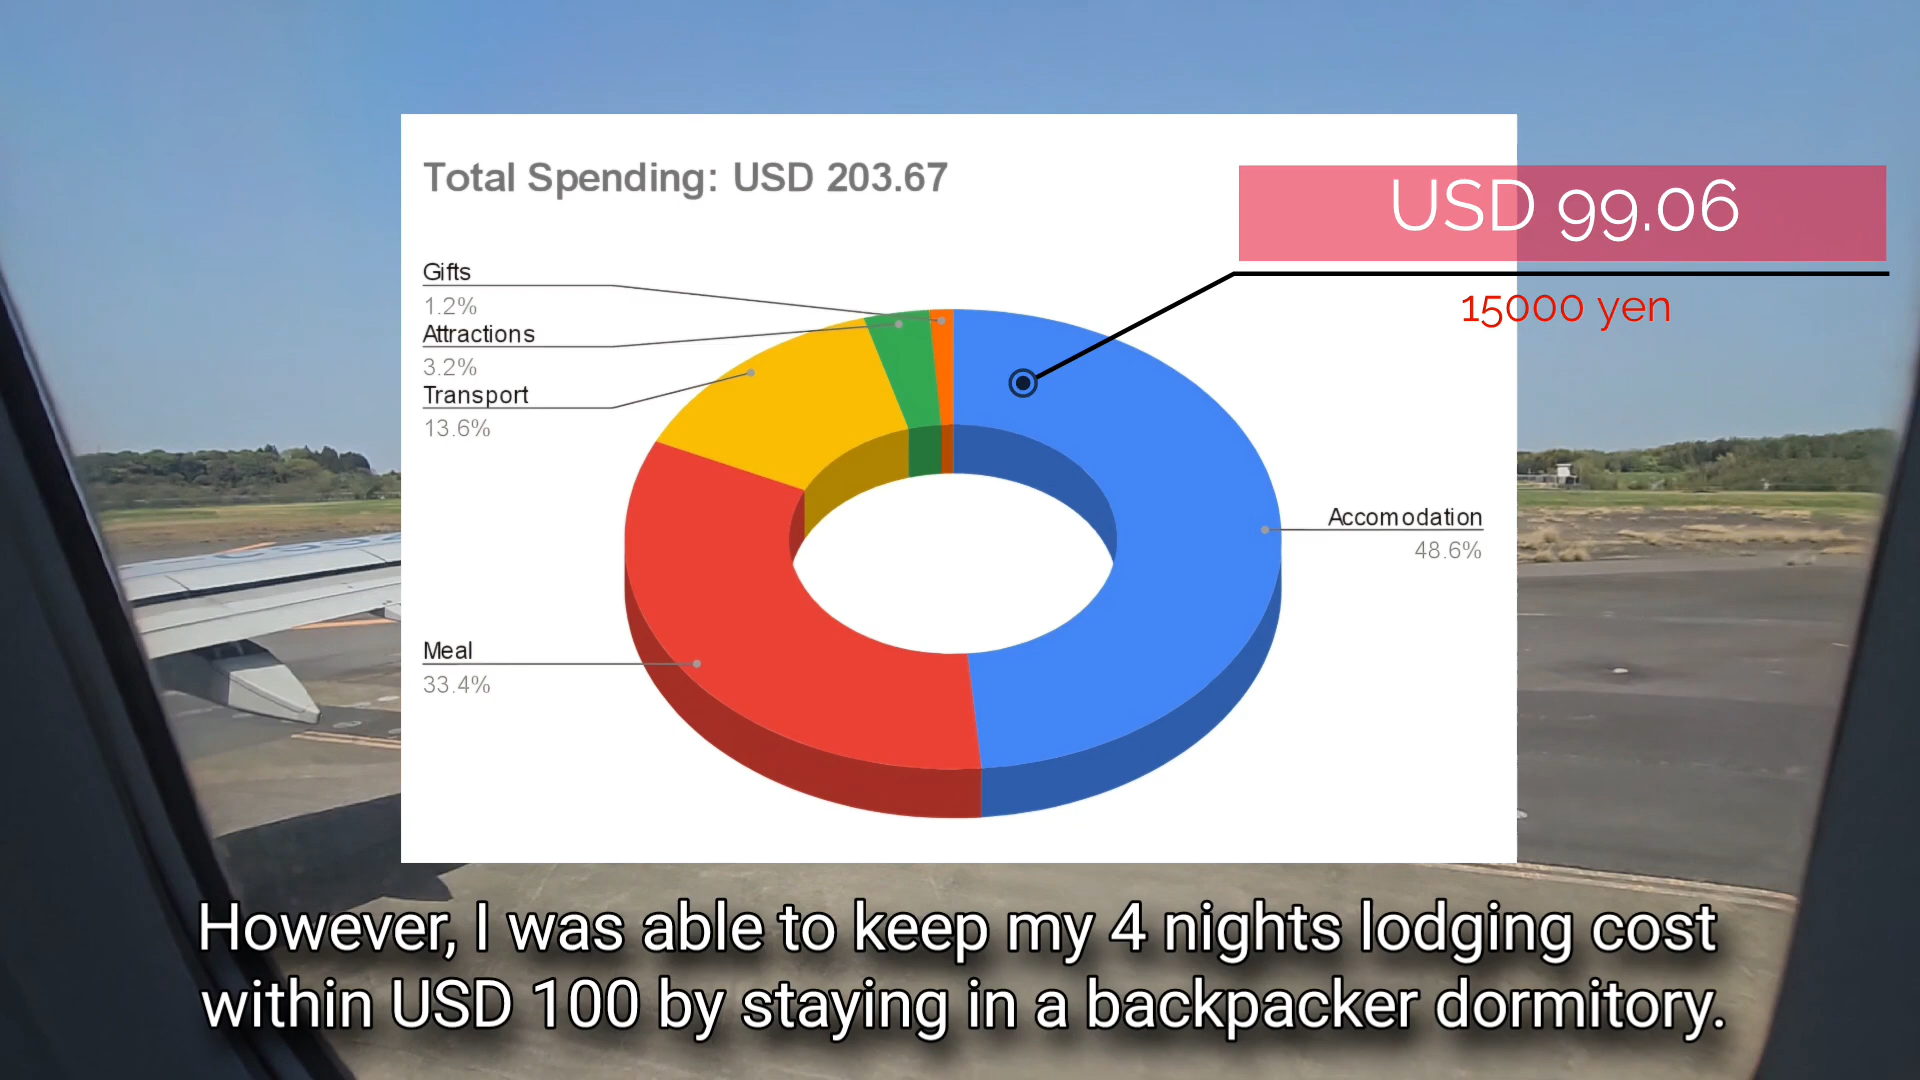 Total Spending: USD 203.67
USD 99.06
15000 yen
Gifts
1.2%
Attractions
3.2%
Transport
13.6%
Accomodation
48.6%
Meal
33.4%
However, I was able to keep my 4 nights lodging cost
within USD 100 by staying in a backpacker dormitory.